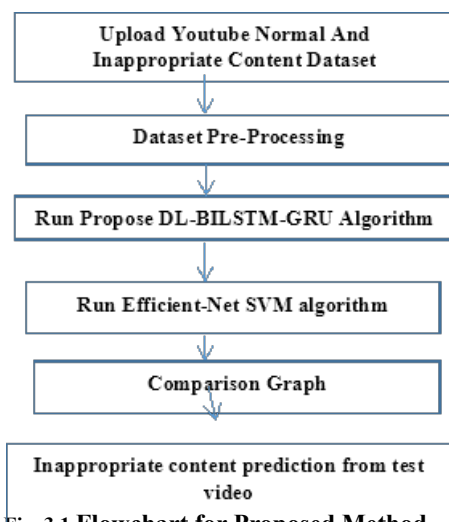 Upload Youtube Normal And
Inappropriate Content Dataset
Dataset Pre-Processing
Run Propose DL-BILSTM-GRU Algorithm
Run Efficient-Net SVM algorithm
Comparison Graph
Inappropriate content prediction from test
video
Fig 3.1 Flowchart for Proposed Method